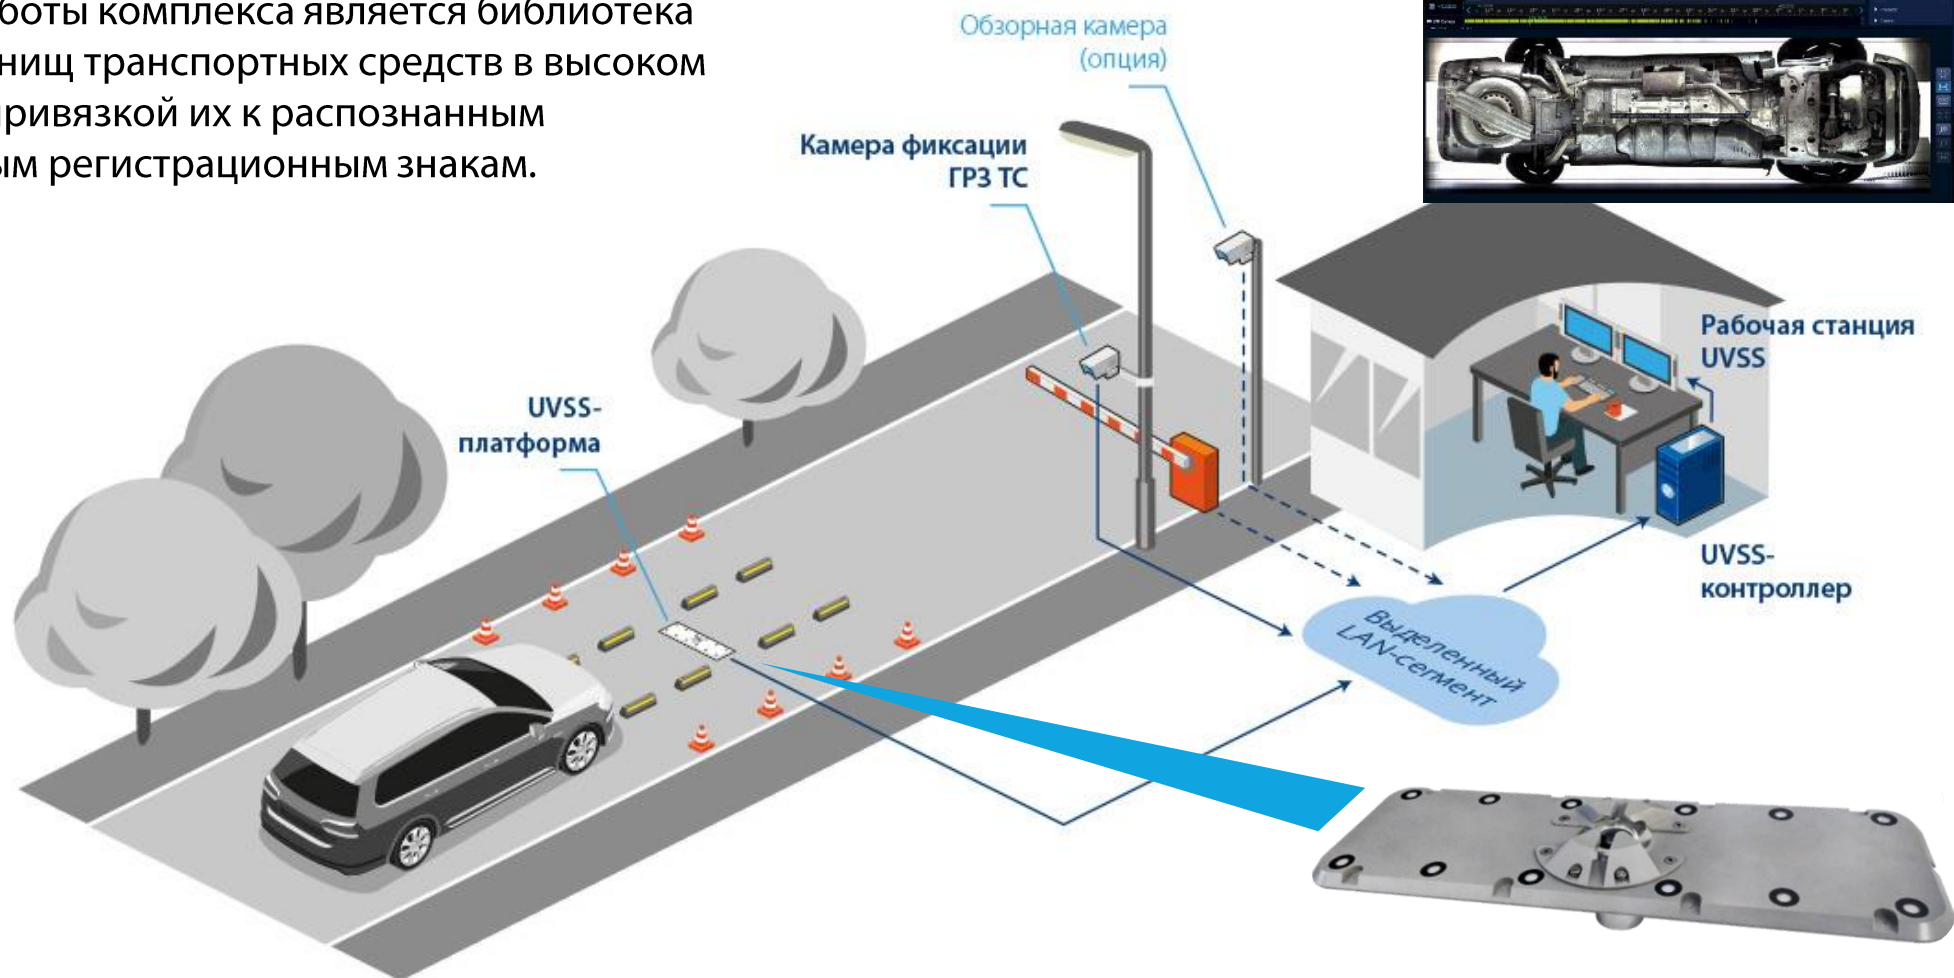 боты комплекса является библиотека
нищ транспортных средств в высоком
привязкой их к распознанным
ым регистрационным знакам.
Обзорная камера
(опция)
Камера фиксации
ГРЗ ТС
UVSS-
платформа
Рабочая станция
UVSS
UVSS-
контроллер
Выделенный
LAN-сегмент